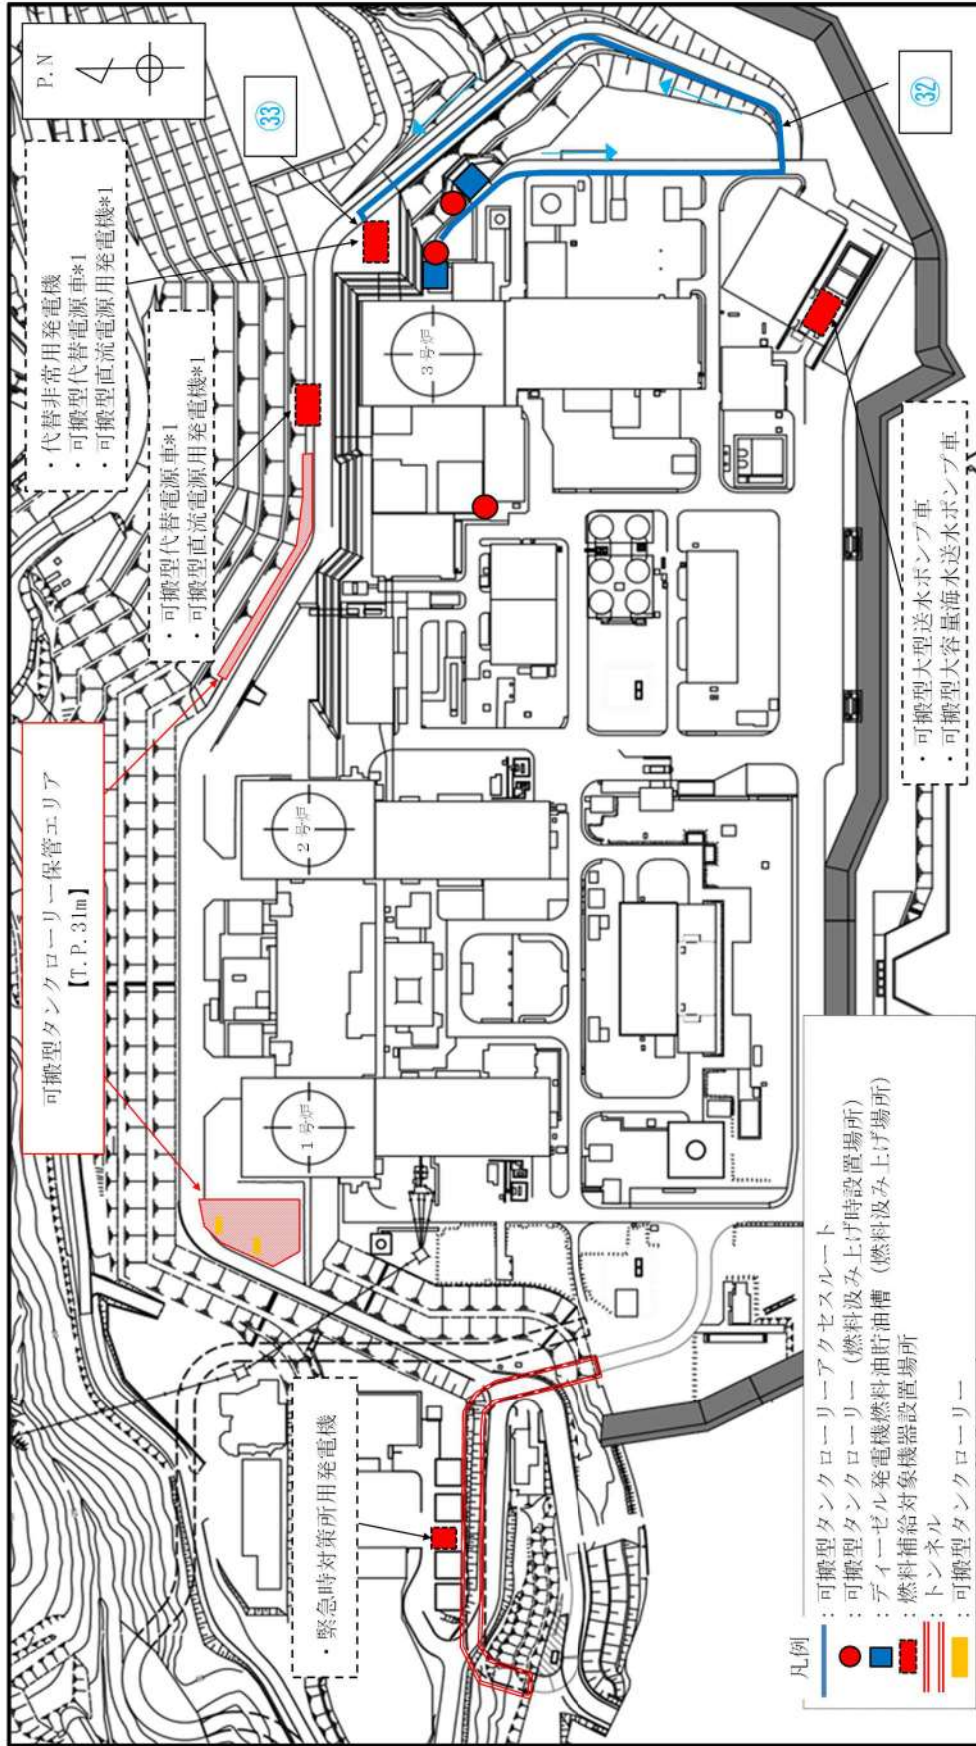 P.N
・代替非常用発電機
・可搬型代替電源車*1
・可搬型直流電源用発電機*1
・可搬型代替電源車*1
・可搬型直流電源用発電機*1
可搬型タンクローリー保管エリア
【T.P.31m】
・緊急時対策所用発電機
㉝
㉜
3号炉
2号炉
1号炉
・可搬型大型送水ポンプ車
・可搬型大容量海水送水ポンプ車
凡例
：可搬型タンクローリーアクセスルート
：可搬型タンクローリー（燃料汲み上げ時設置場所）
：ディーゼル発電機燃料油貯油槽（燃料汲み上げ場所）
：燃料補給対象機器設置場所
：トンネル
：可搬型タンクローリー